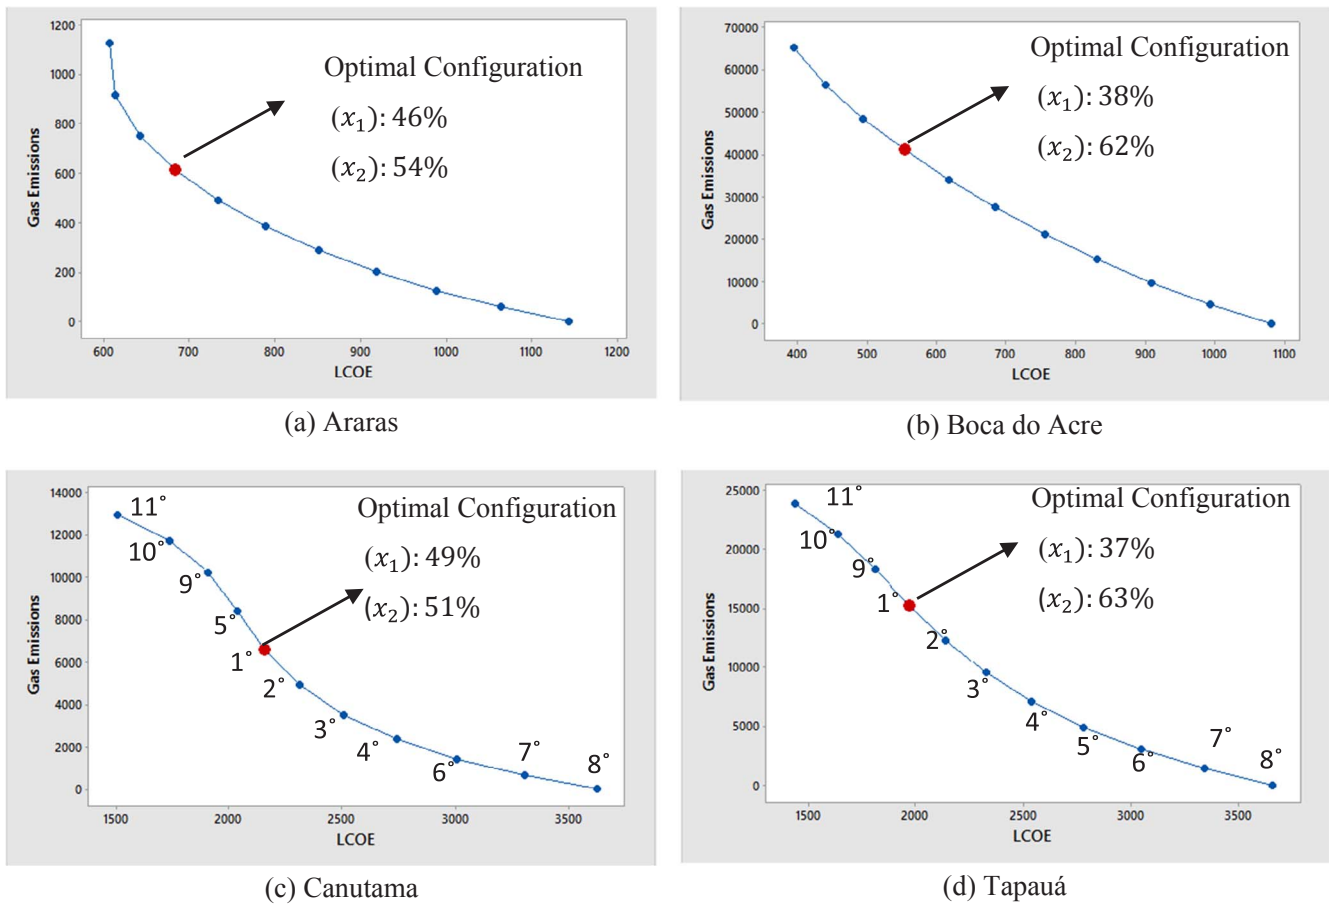 1200
1000
800
600
400
200
0
Gas Emissions
600 700 800 900 1000 1100 1200
LCOE
Optimal Configuration
(x₁): 46%
(x₂): 54%
(a) Araras
70000
60000
50000
40000
30000
20000
10000
0
Gas Emissions
400 500 600 700 800 900 1000 1100
LCOE
Optimal Configuration
(x₁): 38%
(x₂): 62%
(b) Boca do Acre
14000
12000
10000
8000
6000
4000
2000
0
Gas Emissions
1500 2000 2500 3000 3500
LCOE
11°
10°
9°
5°
1°
2°
3°
4°
6°
7°
8°
Optimal Configuration
(x₁): 49%
(x₂): 51%
(c) Canutama
25000
20000
15000
10000
5000
0
Gas Emissions
1500 2000 2500 3000 3500
LCOE
11°
10°
9°
1°
2°
3°
4°
5°
6°
7°
8°
Optimal Configuration
(x₁): 37%
(x₂): 63%
(d) Tapauá